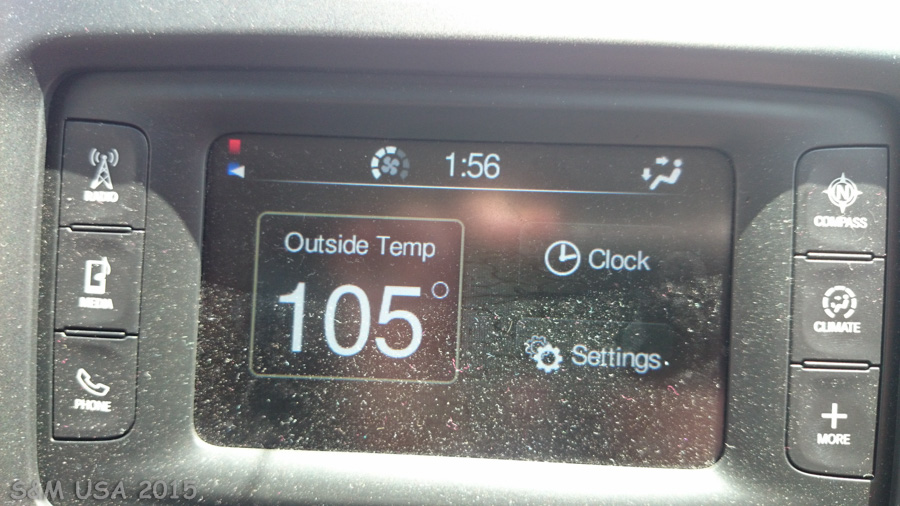 1:56
RADIO
MEDIA
PHONE
Outside Temp
105°
Clock
Settings
N
COMPASS
CLIMATE
MORE
S&M USA 2015